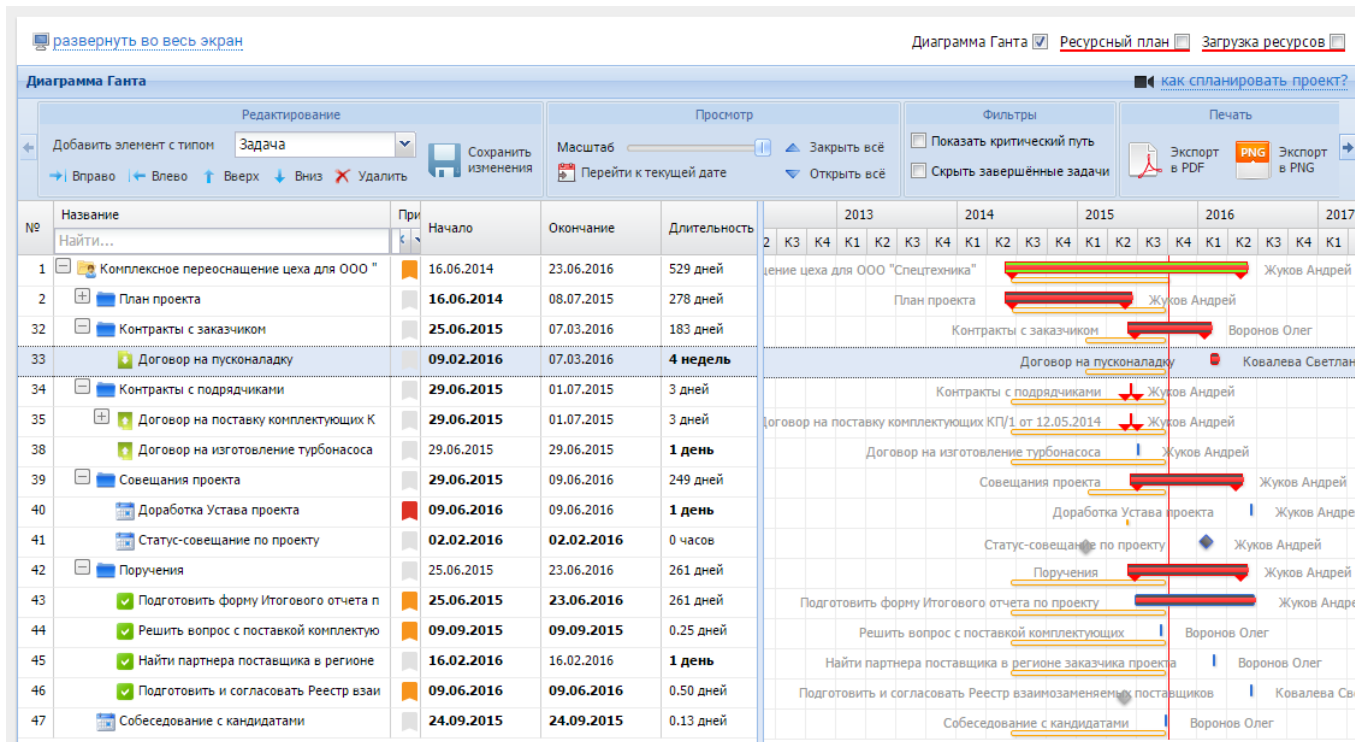 развернуть во весь экран Диаграмма Ганта Ресурсный план Загрузка ресурсов
Диаграмма Ганта как спланировать проект?
Редактирование Просмотр Фильтры Печать
Добавить элемент с типом Задача Сохранить изменения Масштаб Закрыть всё Показать критический путь Экспорт в PDF PNG Экспорт в PNG
Вправо Влево Вверх Вниз Удалить Перейти к текущей дате Открыть всё Скрыть завершённые задачи
№ Название При Начало Окончание Длительность 2013 2014 2015 2016 2017
Найти... 2 К3 К4 К1 К2 К3 К4 К1 К2 К3 К4 К1 К2 К3 К4 К1 К2 К3 К4 К1
1 Комплексное переоснащение цеха для ООО " 16.06.2014 23.06.2016 529 дней цение цеха для ООО "Спецтехника" Жуков Андрей
2 План проекта 16.06.2014 08.07.2015 278 дней План проекта Жуков Андрей
32 Контракты с заказчиком 25.06.2015 07.03.2016 183 дней Контракты с заказчиком Воронов Олег
33 Договор на пусконаладку 09.02.2016 07.03.2016 4 недель Договор на пусконаладку Ковалева Светлан
34 Контракты с подрядчиками 29.06.2015 01.07.2015 3 дней Контракты с подрядчиками Жуков Андрей
35 Договор на поставку комплектующих К 29.06.2015 01.07.2015 3 дней Договор на поставку комплектующих КП/1 от 12.05.2014 Жуков Андрей
38 Договор на изготовление турбонасоса 29.06.2015 29.06.2015 1 день Договор на изготовление турбонасоса Жуков Андрей
39 Совещания проекта 29.06.2015 09.06.2016 249 дней Совещания проекта Жуков Андрей
40 Доработка Устава проекта 09.06.2016 09.06.2016 1 день Доработка Устава проекта Жуков Андре
41 Статус-совещание по проекту 02.02.2016 02.02.2016 0 часов Статус-совещание по проекту Жуков Андрей
42 Поручения 25.06.2015 23.06.2016 261 дней Поручения Жуков Андрей
43 Подготовить форму Итогового отчета п 25.06.2015 23.06.2016 261 дней Подготовить форму Итогового отчета по проекту Жуков Андре
44 Решить вопрос с поставкой комплектую 09.09.2015 09.09.2015 0.25 дней Решить вопрос с поставкой комплектующих Воронов Олег
45 Найти партнера поставщика в регионе 16.02.2016 16.02.2016 1 день Найти партнера поставщика в регионе заказчика проекта Воронов Олег
46 Подготовить и согласовать Реестр взаи 09.06.2016 09.06.2016 0.50 дней Подготовить и согласовать Реестр взаимозаменяемых поставщиков Ковалева Св
47 Собеседование с кандидатами 24.09.2015 24.09.2015 0.13 дней Собеседование с кандидатами Воронов Олег